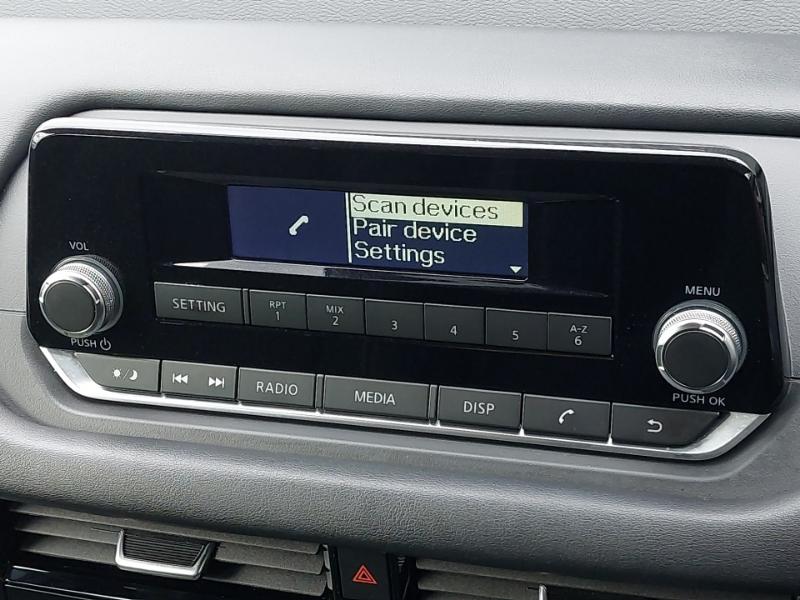 Scan devices
Pair device
Settings
VOL
PUSH
MENU
PUSH OK
SETTING
RPT
1
MIX
2
3
4
5
A-Z
6
RADIO
MEDIA
DISP